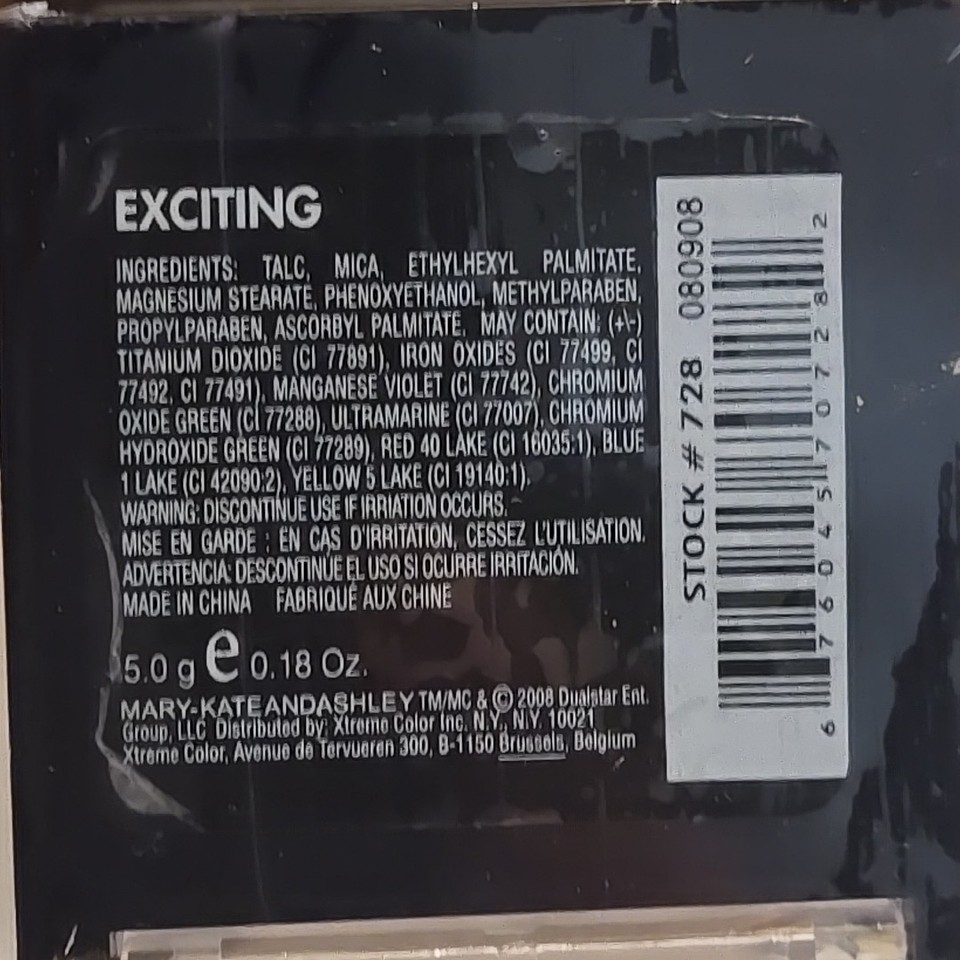 EXCITING
INGREDIENTS: TALC, MICA, ETHYLHEXYL PALMITATE,
MAGNESIUM STEARATE, PHENOXYETHANOL, METHYLPARABEN,
PROPYLPARABEN, ASCORBYL PALMITATE, MAY CONTAIN: (+\-)
TITANIUM DIOXIDE (CI 77891), IRON OXIDES (CI 77499, CI
77492, CI 77491), MANGANESE VIOLET (CI 77742), CHROMIUM
OXIDE GREEN (CI 77288), ULTRAMARINE (CI 77007), CHROMIUM
HYDROXIDE GREEN (CI 77289), RED 40 LAKE (CI 16035:1), BLUE
1 LAKE (CI 42090:2), YELLOW 5 LAKE (CI 19140:1).
WARNING: DISCONTINUE USE IF IRRIATION OCCURS.
MISE EN GARDE : EN CAS D'IRRITATION, CESSEZ L'UTILISATION.
ADVERTENCIA: DESCONTINÚE EL USO SI OCURRE IRRITACIÓN.
MADE IN CHINA FABRIQUÉ AUX CHINE
5.0 g e 0.18 Oz.
MARY-KATEANDASHLEY TM/MC & © 2008 Dualstar Ent.
Group, LLC Distributed by: Xtreme Color Inc. N.Y., N.Y 10021
Xtreme Color, Avenue de Tervueren 300, B-1150 Brussels, Belgium
STOCK # 728 080908
6 76045 70728 2